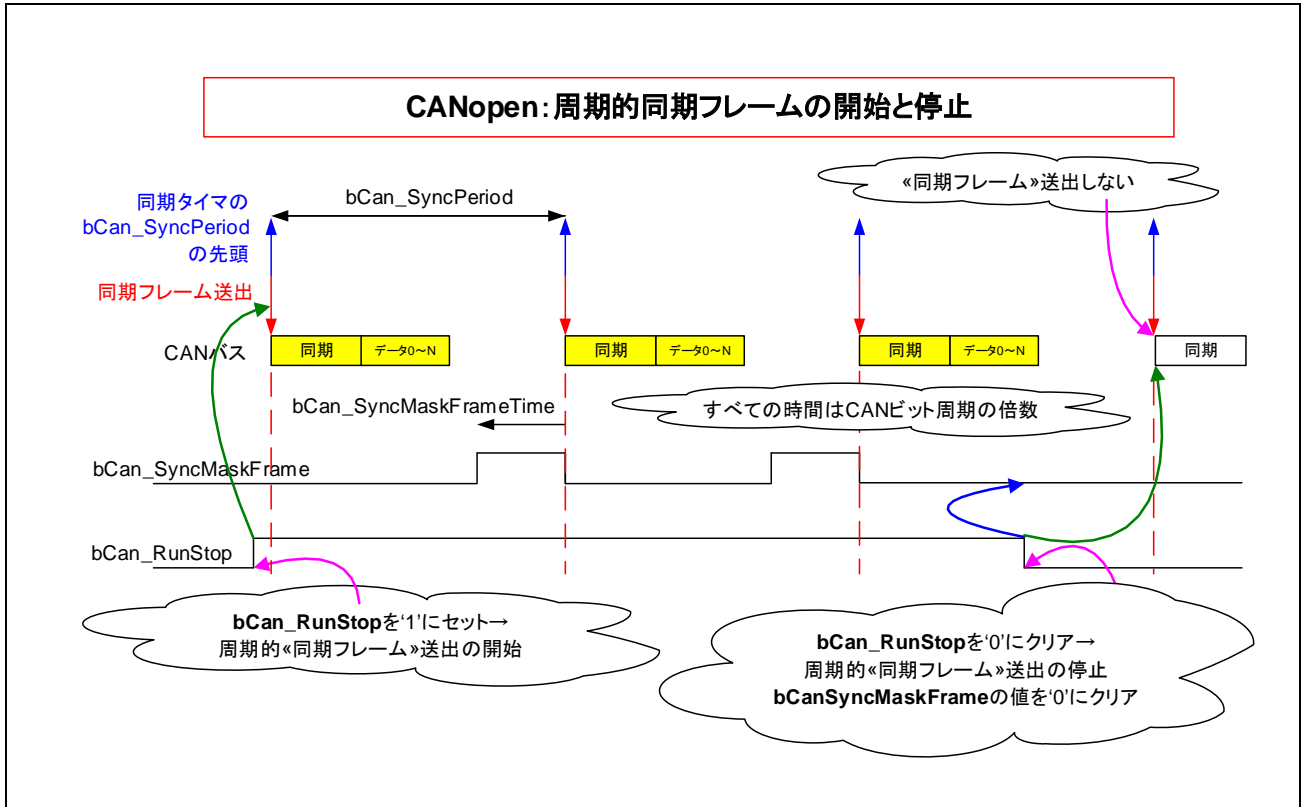 CANopen：周期的同期フレームの開始と停止
«同期フレーム»送出しない
同期タイマの
bCan_SyncPeriod
の先頭
bCan_SyncPeriod
同期フレーム送出
CANバス
同期
データ0～N
同期
データ0～N
同期
データ0～N
同期
bCan_SyncMaskFrameTime
すべての時間はCANビット周期の倍数
bCan_SyncMaskFrame
bCan_RunStop
bCan_RunStopを‘1’にセット→
周期的«同期フレーム»送出の開始
bCan_RunStopを‘0’にクリア→
周期的«同期フレーム»送出の停止
bCanSyncMaskFrameの値を‘0’にクリア